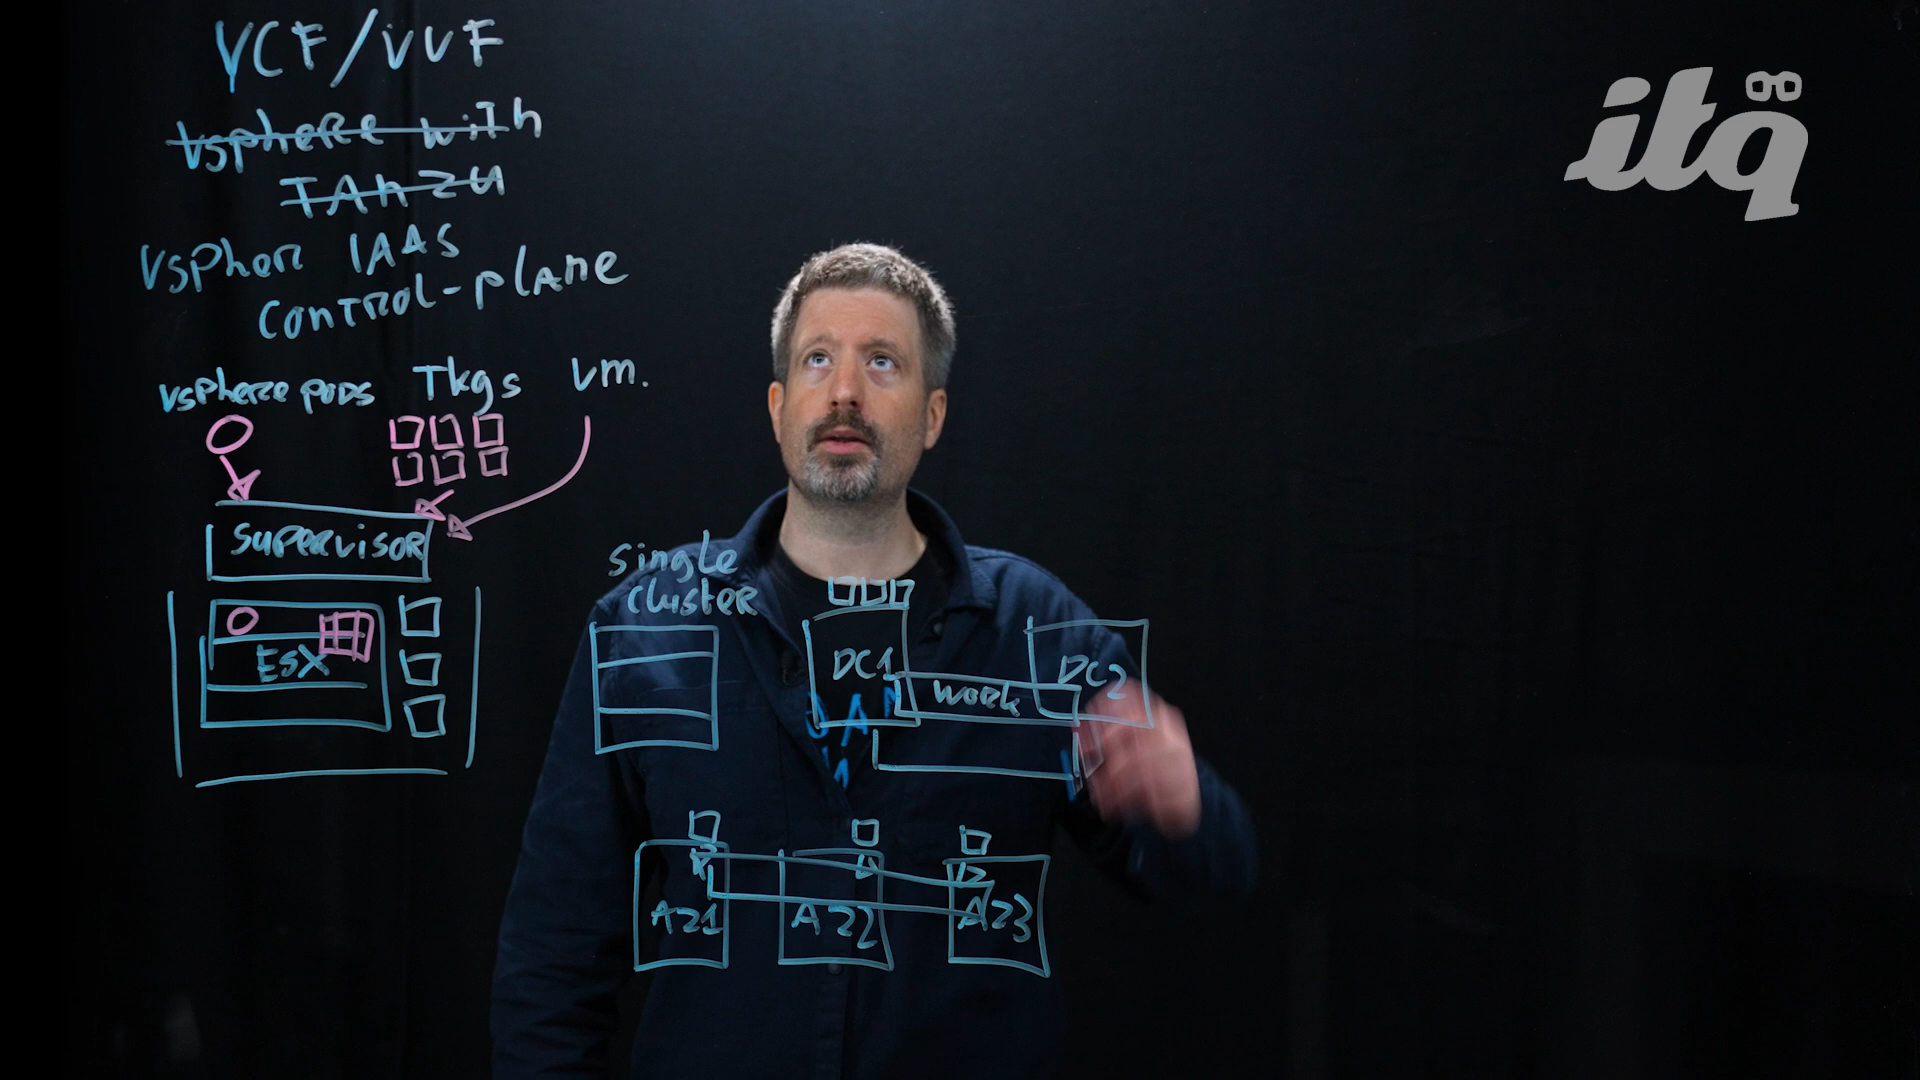 VCF/VVF
vsphere with
TAnzu
vspher IAAS
control-plane
vsphere pods Tkgs vm.
supervisor
ESX
single
cluster
DC1
DC2
work
AZ1
AZ2
AZ3
itq